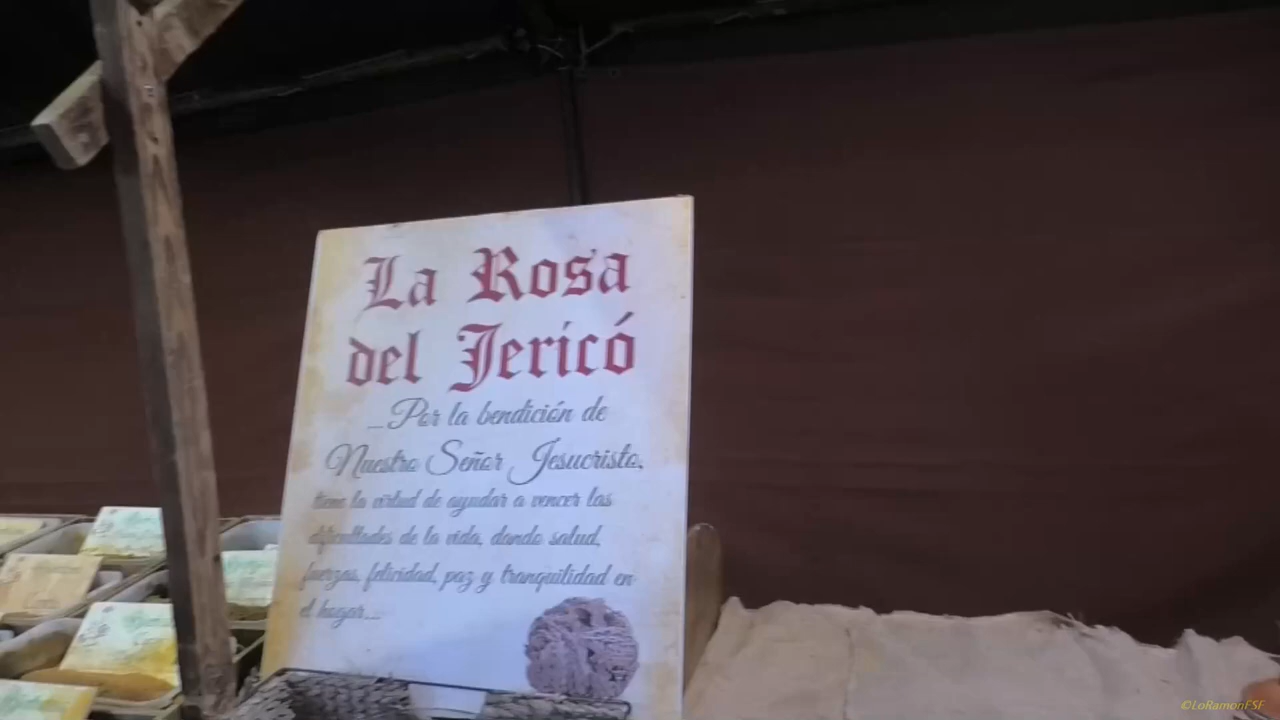 La Rosa
del Jericó
...Por la bendición de
Nuestro Señor Jesucristo,
tiene la virtud de ayudar a vencer las
dificultades de la vida, dando salud,
fuerzas, felicidad, paz y tranquilidad en
el hogar....
©LoRamonFSF